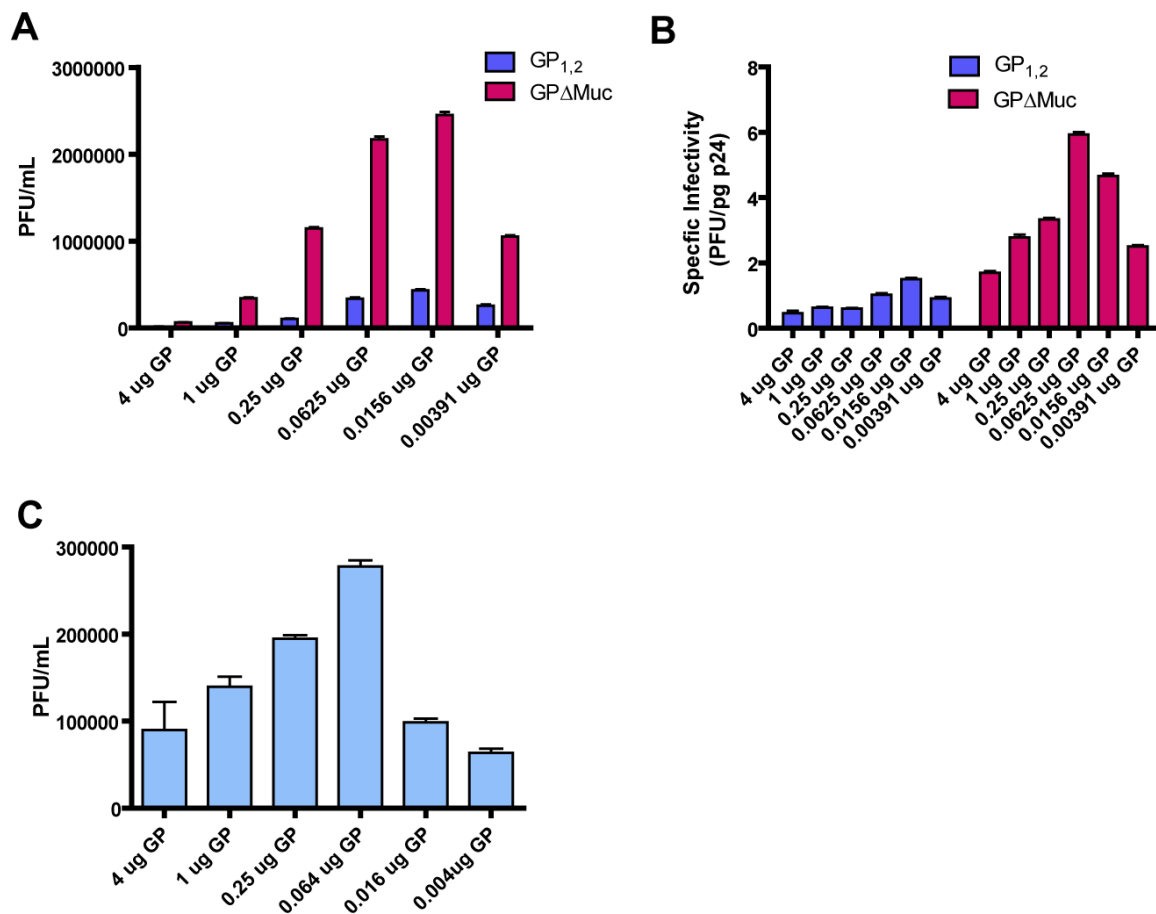 A
GP1,2
GPΔMuc
PFU/mL
3000000
2000000
1000000
0
4 ug GP
1 ug GP
0.25 ug GP
0.0625 ug GP
0.0156 ug GP
0.00391 ug GP
B
GP1,2
GPΔMuc
Specfic Infectivity
(PFU/pg p24)
8
6
4
2
0
4 ug GP
1 ug GP
0.25 ug GP
0.0625 ug GP
0.0156 ug GP
0.00391 ug GP
4 ug GP
1 ug GP
0.25 ug GP
0.0625 ug GP
0.0156 ug GP
0.00391 ug GP
C
PFU/mL
300000
200000
100000
0
4 ug GP
1 ug GP
0.25 ug GP
0.064 ug GP
0.016 ug GP
0.004ug GP